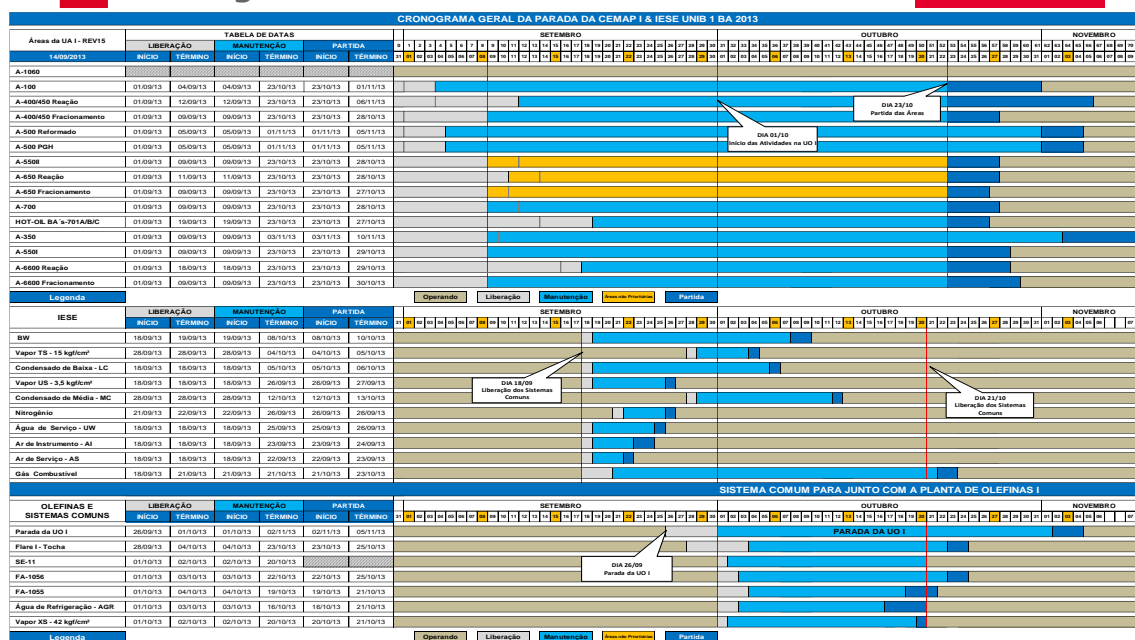 CRONOGRAMA GERAL DA PARADA DA CEMAP I & IESE UNIB 1 BA 2013
Áreas da UA I - REV15 TABELA DE DATAS SETEMBRO OUTUBRO NOVEMBRO
LIBERAÇÃO MANUTENÇÃO PARTIDA
14/09/2013 INÍCIO TÉRMINO INÍCIO TÉRMINO INÍCIO TÉRMINO
A-1060
A-100 01/09/13 04/09/13 04/09/13 23/10/13 23/10/13 01/11/13
A-400/450 Reação 01/09/13 12/09/13 12/09/13 23/10/13 23/10/13 06/11/13
A-400/450 Fracionamento 01/09/13 09/09/13 09/09/13 23/10/13 23/10/13 28/10/13
A-500 Reformado 01/09/13 05/09/13 05/09/13 01/11/13 01/11/13 05/11/13
A-500 PGH 01/09/13 05/09/13 05/09/13 01/11/13 01/11/13 05/11/13
A-550II 01/09/13 09/09/13 09/09/13 23/10/13 23/10/13 28/10/13
A-650 Reação 01/09/13 11/09/13 11/09/13 23/10/13 23/10/13 28/10/13
A-650 Fracionamento 01/09/13 09/09/13 09/09/13 23/10/13 23/10/13 27/10/13
A-700 01/09/13 09/09/13 09/09/13 23/10/13 23/10/13 28/10/13
HOT-OIL BA´s-701A/B/C 01/09/13 19/09/13 19/09/13 23/10/13 23/10/13 27/10/13
A-350 01/09/13 09/09/13 09/09/13 03/11/13 03/11/13 10/11/13
A-550I 01/09/13 09/09/13 09/09/13 23/10/13 23/10/13 29/10/13
A-6600 Reação 01/09/13 18/09/13 18/09/13 23/10/13 23/10/13 29/10/13
A-6600 Fracionamento 01/09/13 09/09/13 09/09/13 23/10/13 23/10/13 30/10/13
DIA 23/10
Partida das Áreas
DIA 01/10
Início das Atividades na UO I
Legenda Operando Liberação Manutenção Áreas não Prioritárias Partida
IESE LIBERAÇÃO MANUTENÇÃO PARTIDA SETEMBRO OUTUBRO NOVEMBRO
INÍCIO TÉRMINO INÍCIO TÉRMINO INÍCIO TÉRMINO
BW 18/09/13 19/09/13 19/09/13 08/10/13 08/10/13 10/10/13
Vapor TS - 15 kgf/cm² 28/09/13 28/09/13 28/09/13 04/10/13 04/10/13 05/10/13
Condensado de Baixa - LC 18/09/13 18/09/13 18/09/13 05/10/13 05/10/13 06/10/13
Vapor US - 3,5 kgf/cm² 18/09/13 18/09/13 18/09/13 26/09/13 26/09/13 27/09/13
Condensado de Média - MC 28/09/13 28/09/13 28/09/13 12/10/13 12/10/13 13/10/13
Nitrogênio 21/09/13 22/09/13 22/09/13 26/09/13 26/09/13 26/09/13
Água de Serviço - UW 18/09/13 18/09/13 18/09/13 25/09/13 25/09/13 26/09/13
Ar de Instrumento - AI 18/09/13 18/09/13 18/09/13 23/09/13 23/09/13 24/09/13
Ar de Serviço - AS 18/09/13 18/09/13 18/09/13 22/09/13 22/09/13 23/09/13
Gás Combustível 18/09/13 21/09/13 21/09/13 21/10/13 21/10/13 23/10/13
DIA 18/09
Liberação dos Sistemas
Comuns
DIA 21/10
Liberação dos Sistemas
Comuns
SISTEMA COMUM PARA JUNTO COM A PLANTA DE OLEFINAS I
OLEFINAS E SISTEMAS COMUNS LIBERAÇÃO MANUTENÇÃO PARTIDA SETEMBRO OUTUBRO NOVEMBRO
INÍCIO TÉRMINO INÍCIO TÉRMINO INÍCIO TÉRMINO
Parada da UO I 26/09/13 01/10/13 01/10/13 02/11/13 02/11/13 05/11/13 PARADA DA UO I
Flare I - Tocha 28/09/13 04/10/13 04/10/13 23/10/13 23/10/13 25/10/13
SE-11 01/10/13 02/10/13 02/10/13 20/10/13
FA-1056 01/10/13 03/10/13 03/10/13 22/10/13 22/10/13 25/10/13
FA-1055 01/10/13 04/10/13 04/10/13 19/10/13 19/10/13 21/10/13
Água de Refrigeração - AGR 01/10/13 03/10/13 03/10/13 16/10/13 16/10/13 21/10/13
Vapor XS - 42 kgf/cm² 01/10/13 02/10/13 02/10/13 20/10/13 20/10/13 21/10/13
DIA 26/09
Parada da UO I
Legenda Operando Liberação Manutenção Áreas não Prioritárias Partida